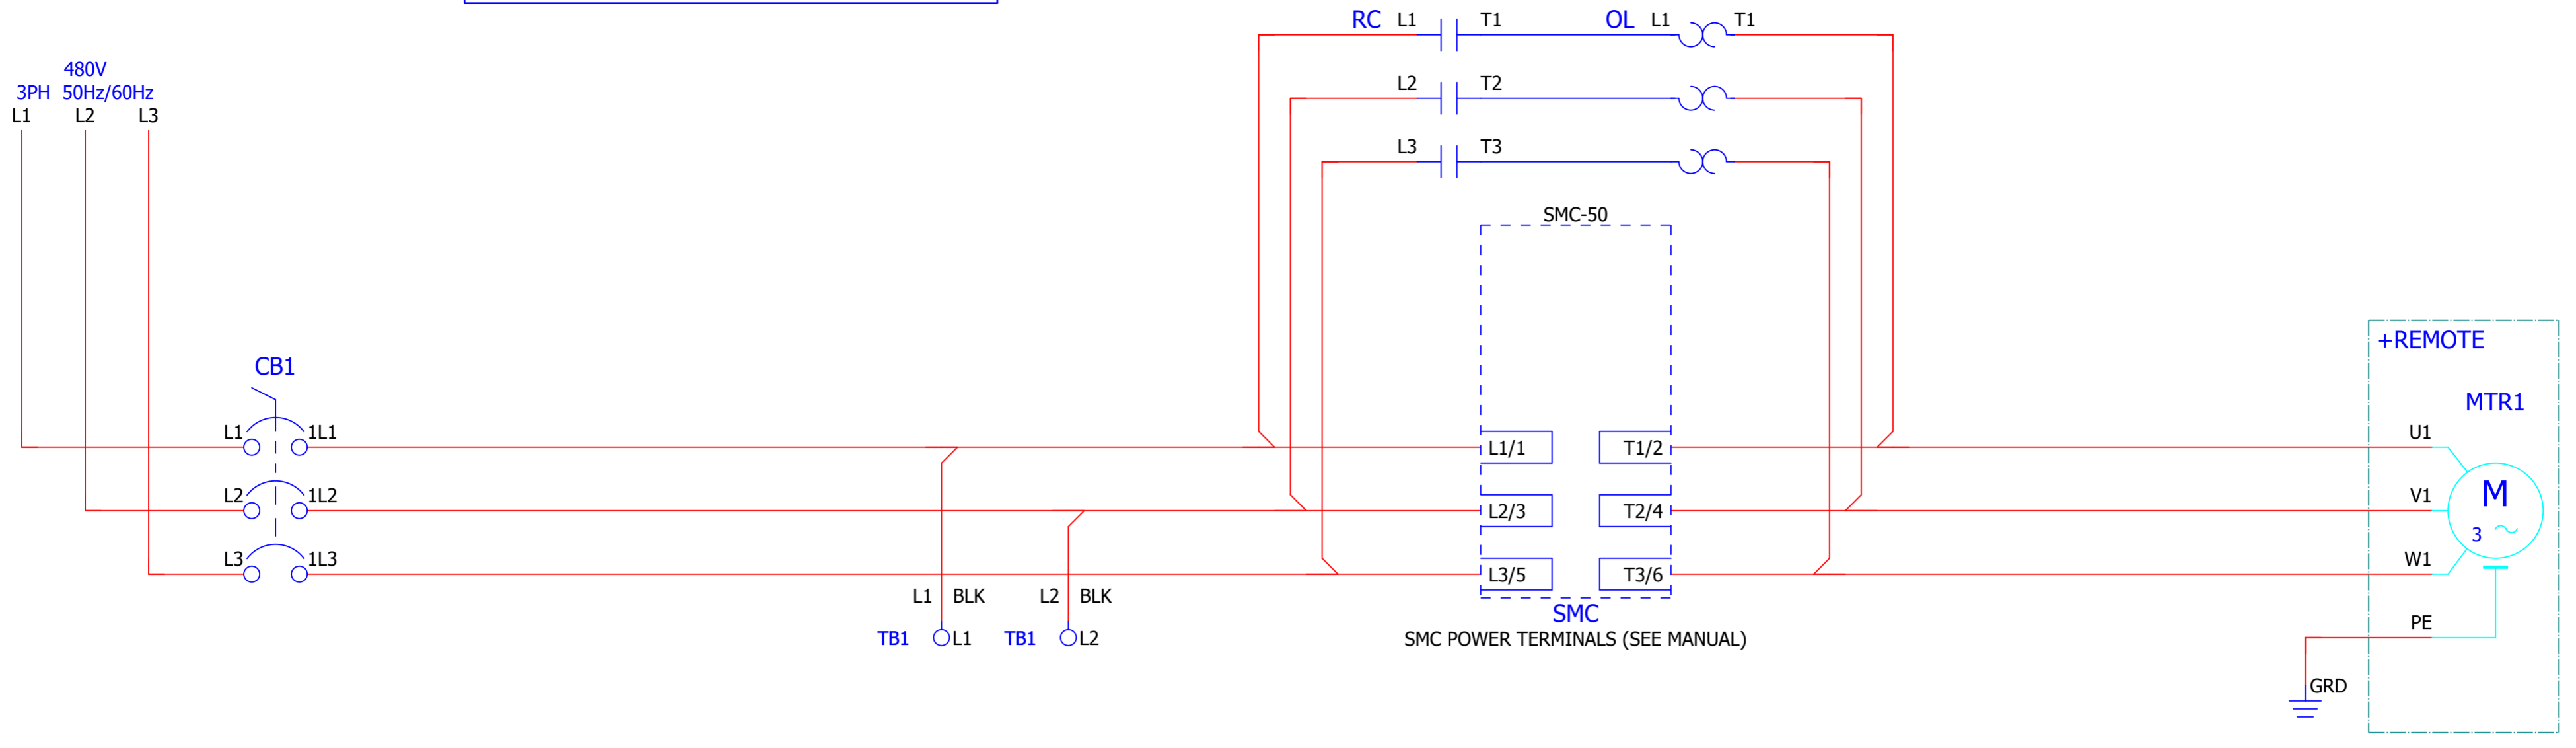 RC L1 T1 OL L1 T1
480V
3PH 50Hz/60Hz
L1 L2 L3
L2 T2
L3 T3
SMC-50
+REMOTE
CB1
MTR1
L1 1L1
L1/1 T1/2
U1
L2 1L2
L2/3 T2/4
V1
M
3
L3 1L3
L3/5 T3/6
W1
L1 BLK L2 BLK
SMC
PE
TB1 L1 TB1 L2
SMC POWER TERMINALS (SEE MANUAL)
GRD